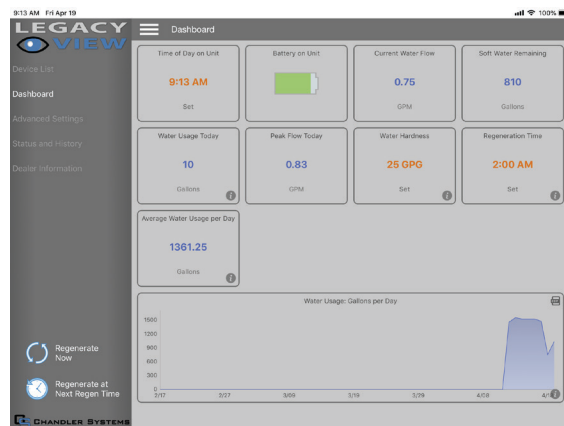 9:13 AM Fri Apr 19
100%
LEGACY
VIEW
Device List
Dashboard
Advanced Settings
Status and History
Dealer Information
Regenerate
Now
Regenerate at
Next Regen Time
CHANDLER SYSTEMS
Dashboard
Time of Day on Unit
9:13 AM
Set
Battery on Unit
Current Water Flow
0.75
GPM
Soft Water Remaining
810
Gallons
Water Usage Today
10
Gallons
Peak Flow Today
0.83
GPM
Water Hardness
25 GPG
Set
Regeneration Time
2:00 AM
Set
Average Water Usage per Day
1361.25
Gallons
Water Usage: Gallons per Day
1500
1200
900
600
300
0
2/17
2/27
3/09
3/19
3/29
4/08